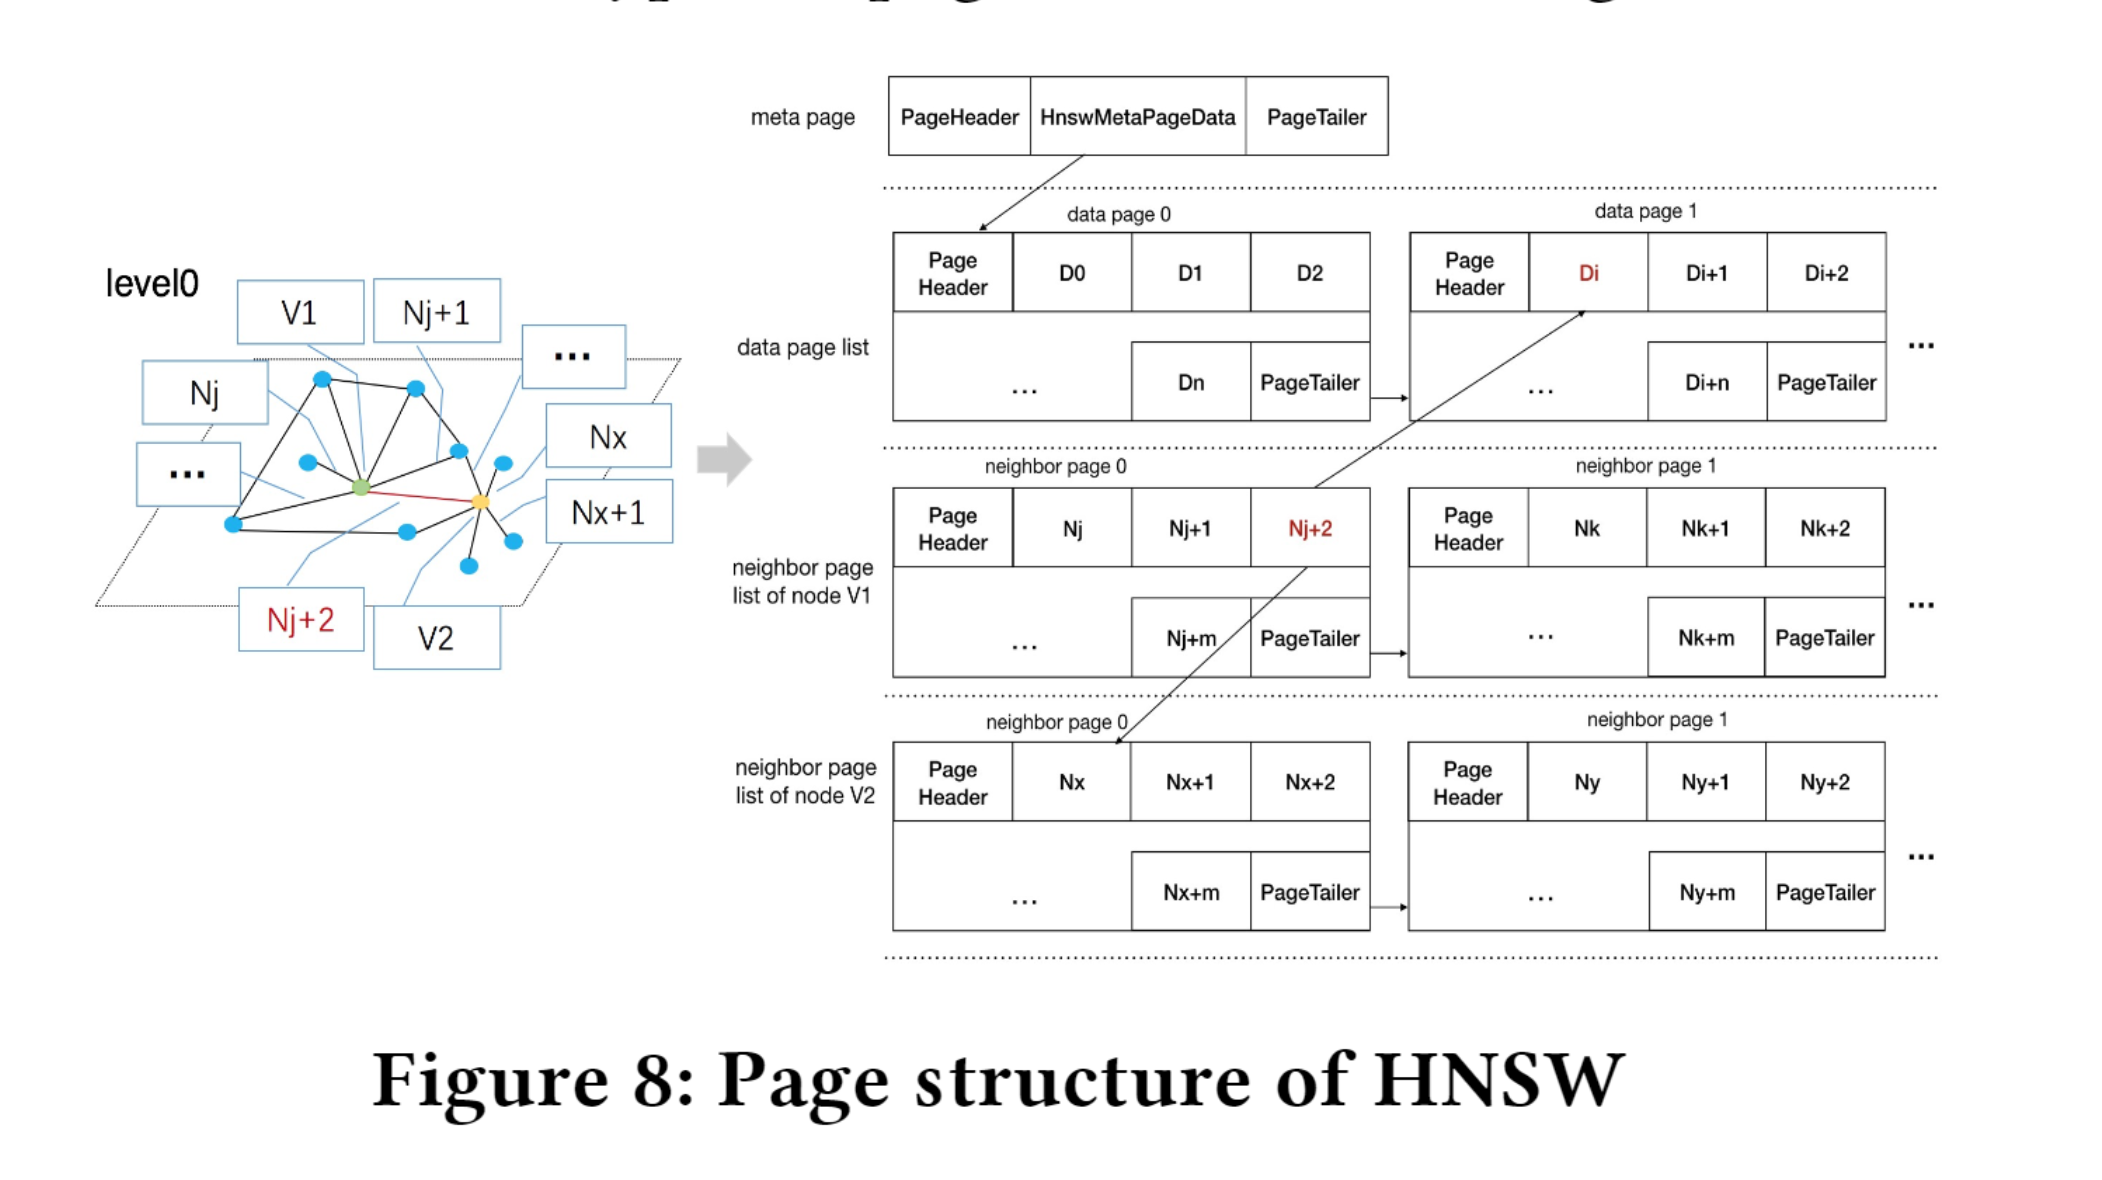 level0
V1
Nj+1
...
Nj
Nx
...
Nx+1
Nj+2
V2
meta page
PageHeader
HnswMetaPageData
PageTailer
data page list
data page 0
Page
Header
D0
D1
D2
...
Dn
PageTailer
data page 1
Page
Header
Di
Di+1
Di+2
...
Di+n
PageTailer
...
neighbor page
list of node V1
neighbor page 0
Page
Header
Nj
Nj+1
Nj+2
...
Nj+m
PageTailer
neighbor page 1
Page
Header
Nk
Nk+1
Nk+2
...
Nk+m
PageTailer
...
neighbor page
list of node V2
neighbor page 0
Page
Header
Nx
Nx+1
Nx+2
...
Nx+m
PageTailer
neighbor page 1
Page
Header
Ny
Ny+1
Ny+2
...
Ny+m
PageTailer
...
Figure 8: Page structure of HNSW